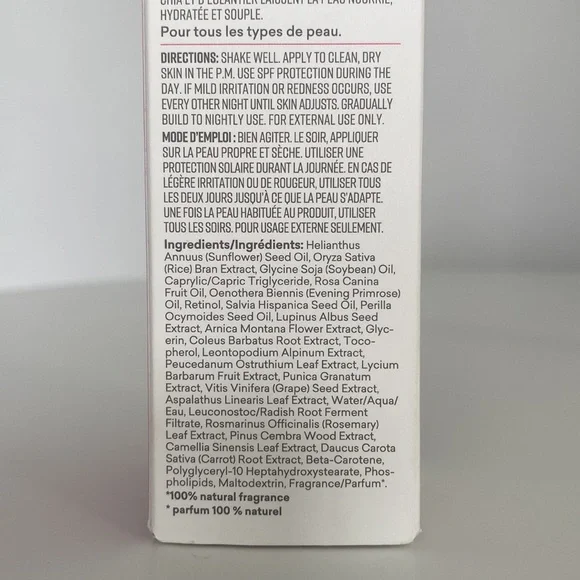 HYDRATÉE ET SOUPLE.
Pour tous les types de peau.
DIRECTIONS: SHAKE WELL. APPLY TO CLEAN, DRY
SKIN IN THE P.M. USE SPF PROTECTION DURING THE
DAY. IF MILD IRRITATION OR REDNESS OCCURS, USE
EVERY OTHER NIGHT UNTIL SKIN ADJUSTS. GRADUALLY
BUILD TO NIGHTLY USE. FOR EXTERNAL USE ONLY.
MODE D'EMPLOI : BIEN AGITER. LE SOIR, APPLIQUER
SUR LA PEAU PROPRE ET SÈCHE. UTILISER UNE
PROTECTION SOLAIRE DURANT LA JOURNÉE. EN CAS DE
LÉGÈRE IRRITATION OU DE ROUGEUR, UTILISER TOUS
LES DEUX JOURS JUSQU'À CE QUE LA PEAU S'ADAPTE.
UNE FOIS LA PEAU HABITUÉE AU PRODUIT, UTILISER
TOUS LES SOIRS. POUR USAGE EXTERNE SEULEMENT.
Ingredients/Ingrédients: Helianthus
Annuus (Sunflower) Seed Oil, Oryza Sativa
(Rice) Bran Extract, Glycine Soja (Soybean) Oil,
Caprylic/Capric Triglyceride, Rosa Canina
Fruit Oil, Oenothera Biennis (Evening Primrose)
Oil, Retinol, Salvia Hispanica Seed Oil, Perilla
Ocymoides Seed Oil, Lupinus Albus Seed
Extract, Arnica Montana Flower Extract, Glyc-
erin, Coleus Barbatus Root Extract, Toco-
pherol, Leontopodium Alpinum Extract,
Peucedanum Ostruthium Leaf Extract, Lycium
Barbarum Fruit Extract, Punica Granatum
Extract, Vitis Vinifera (Grape) Seed Extract,
Aspalathus Linearis Leaf Extract, Water/Aqua/
Eau, Leuconostoc/Radish Root Ferment
Filtrate, Rosmarinus Officinalis (Rosemary)
Leaf Extract, Pinus Cembra Wood Extract,
Camellia Sinensis Leaf Extract, Daucus Carota
Sativa (Carrot) Root Extract, Beta-Carotene,
Polyglyceryl-10 Heptahydroxystearate, Phos-
pholipids, Maltodextrin, Fragrance/Parfum*.
*100% natural fragrance
* parfum 100 % naturel